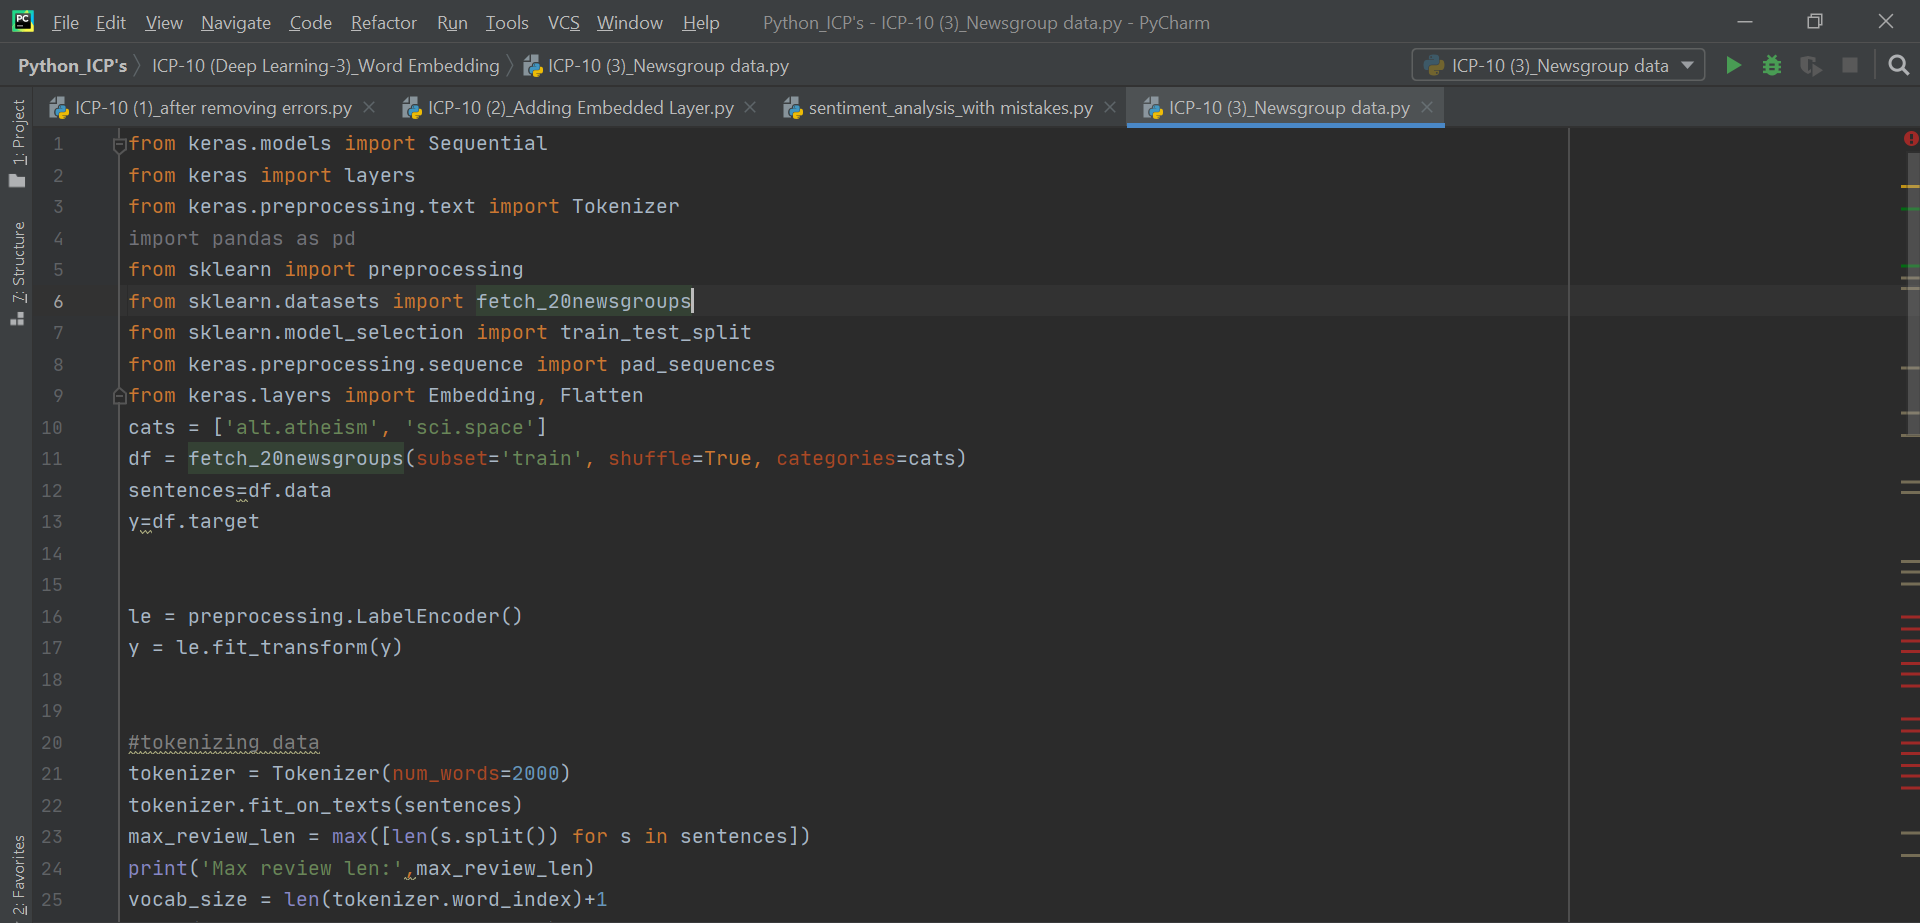 PC File Edit View Navigate Code Refactor Run Tools VCS Window Help Python_ICP's - ICP-10 (3)_Newsgroup data.py - PyCharm
Python_ICP's ICP-10 (Deep Learning-3)_Word Embedding ICP-10 (3)_Newsgroup data.py ICP-10 (3)_Newsgroup data
ICP-10 (1)_after removing errors.py ICP-10 (2)_Adding Embedded Layer.py sentiment_analysis_with mistakes.py ICP-10 (3)_Newsgroup data.py
1: Project
7: Structure
2: Favorites
1 from keras.models import Sequential
2 from keras import layers
3 from keras.preprocessing.text import Tokenizer
4 import pandas as pd
5 from sklearn import preprocessing
6 from sklearn.datasets import fetch_20newsgroups
7 from sklearn.model_selection import train_test_split
8 from keras.preprocessing.sequence import pad_sequences
9 from keras.layers import Embedding, Flatten
10 cats = ['alt.atheism', 'sci.space']
11 df = fetch_20newsgroups(subset='train', shuffle=True, categories=cats)
12 sentences=df.data
13 y=df.target
14
15
16 le = preprocessing.LabelEncoder()
17 y = le.fit_transform(y)
18
19
20 #tokenizing data
21 tokenizer = Tokenizer(num_words=2000)
22 tokenizer.fit_on_texts(sentences)
23 max_review_len = max([len(s.split()) for s in sentences])
24 print('Max review len:',max_review_len)
25 vocab_size = len(tokenizer.word_index)+1